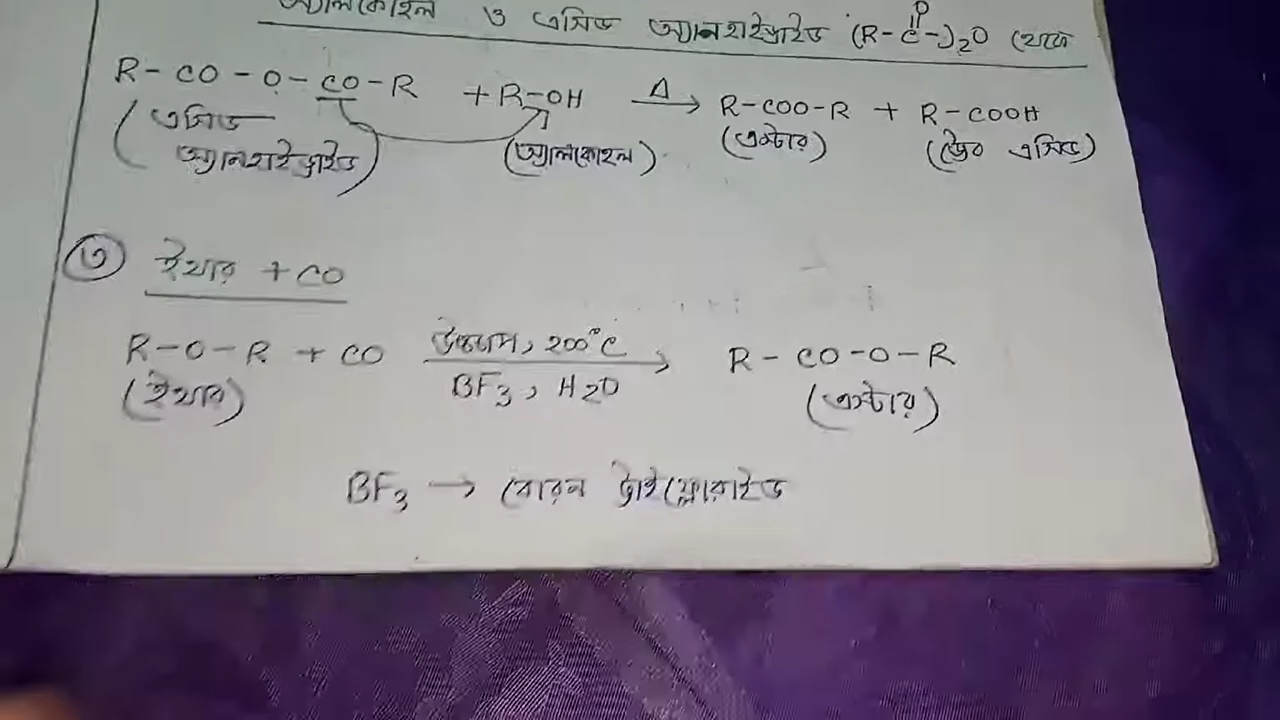 অ্যালকোহল ও এসিড অ্যানহাইড্রাইড (R-C-)₂O থেকে
O
R-CO-O-CO-R + R-OH Δ→ R-COO-R + R-COOH
(এসিড অ্যানহাইড্রাইড) (অ্যালকোহল) (এস্টার) (জৈব এসিড)
৩ ইথার + CO
R-O-R + CO উচ্চচাপ, 200°C → R-CO-O-R
BF₃, H₂O
(ইথার) (এস্টার)
BF₃ → বোরন ট্রাইফ্লোরাইড